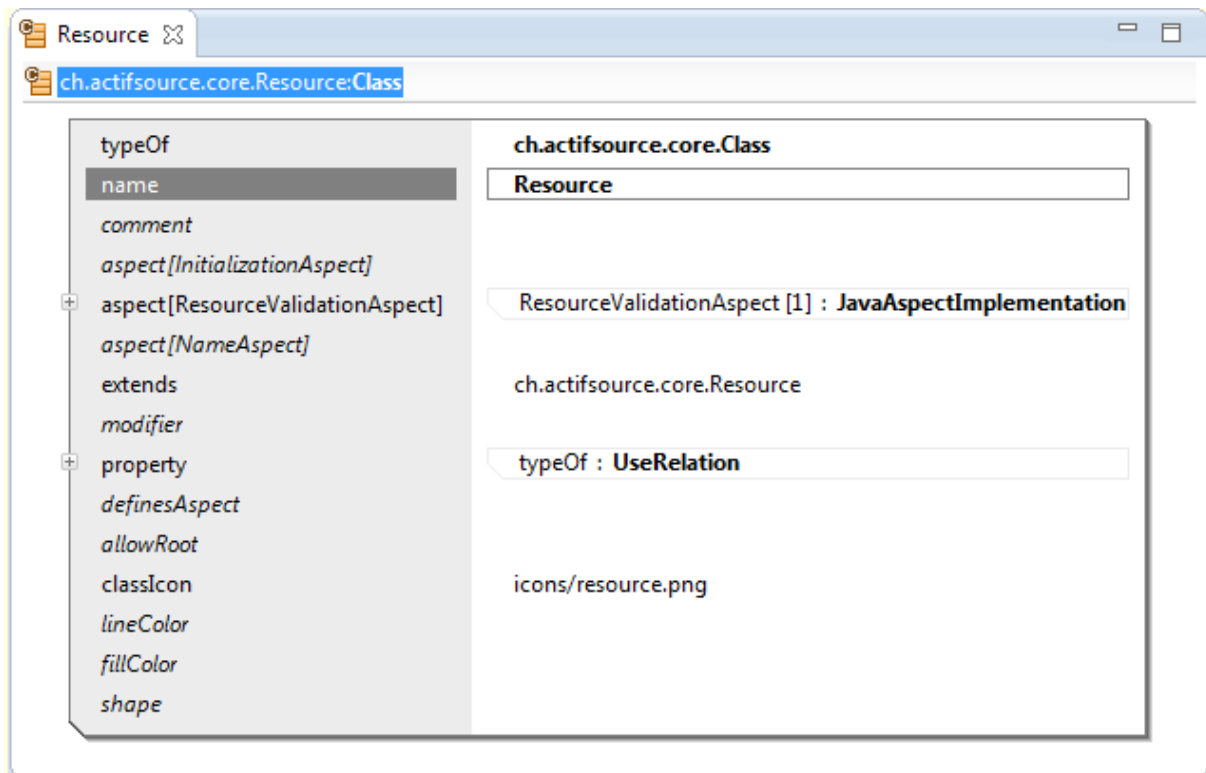 Resource
ch.actifsource.core.Resource:Class
typeOf ch.actifsource.core.Class
name Resource
comment
aspect[InitializationAspect]
aspect[ResourceValidationAspect] ResourceValidationAspect [1] : JavaAspectImplementation
aspect[NameAspect]
extends ch.actifsource.core.Resource
modifier
property typeOf : UseRelation
definesAspect
allowRoot
classIcon icons/resource.png
lineColor
fillColor
shape